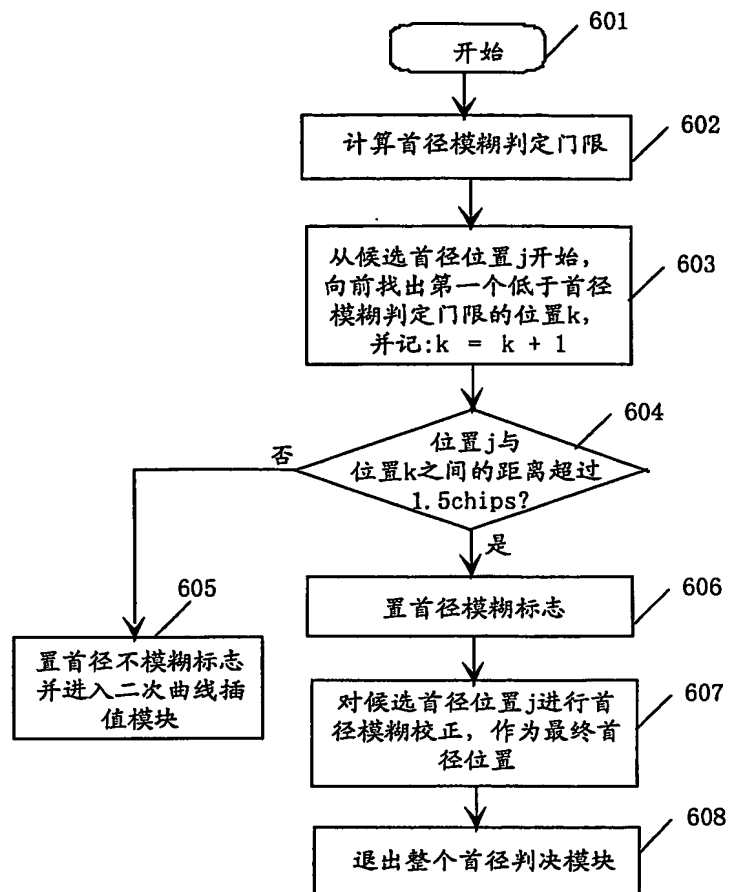 601
开始
602
计算首径模糊判定门限
603
从候选首径位置j开始,
向前找出第一个低于首径
模糊判定门限的位置k,
并记:k = k + 1
604
位置j与
位置k之间的距离超过
1.5chips?
否
是
605
置首径不模糊标志
并进入二次曲线插
值模块
606
置首径模糊标志
607
对候选首径位置j进行首
径模糊校正, 作为最终首
径位置
608
退出整个首径判决模块